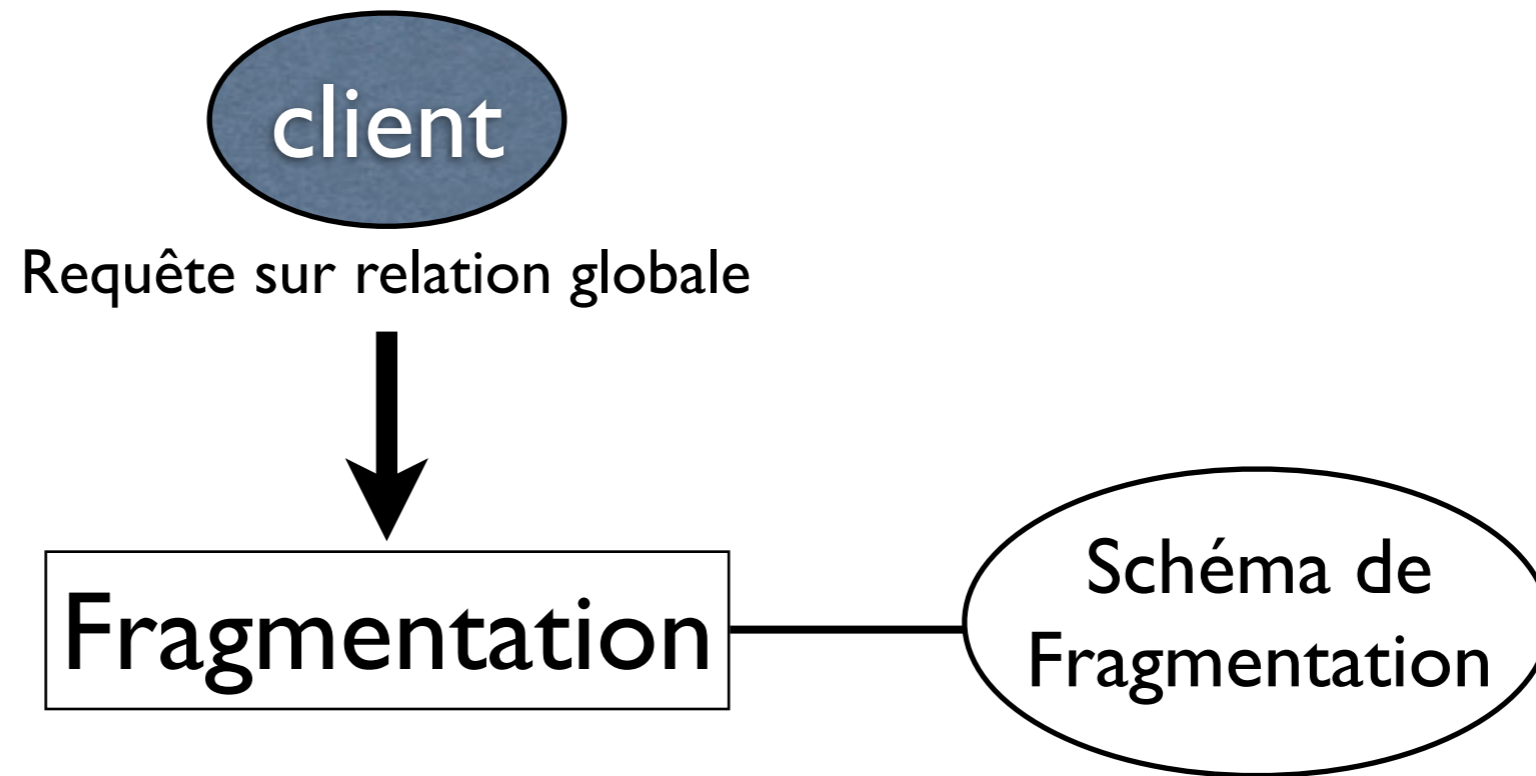 client
Requête sur relation globale
Fragmentation
Schéma de
Fragmentation